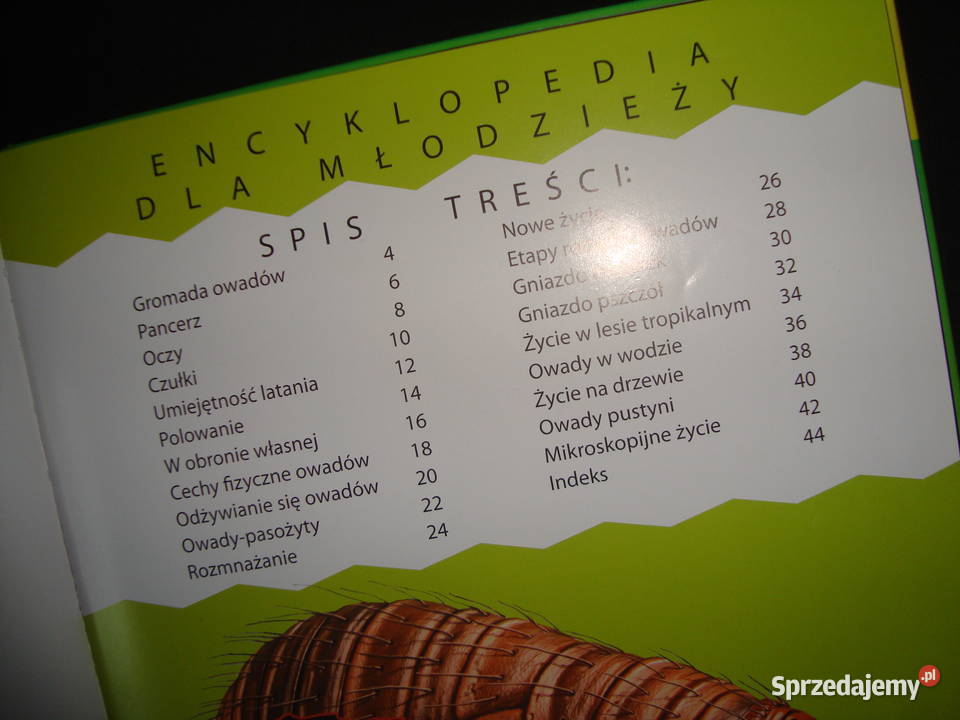 ENCYKLOPEDIA
DLA MŁODZIEŻY
SPIS TREŚCI:
Gromada owadów 4
Pancerz 6
Oczy 8
Czułki 10
Umiejętność latania 12
Polowanie 14
W obronie własnej 16
Cechy fizyczne owadów 18
Odżywianie się owadów 20
Owady-pasożyty 22
Rozmnażanie 24
Nowe życie 26
Etapy owadów 28
Gniazdo 30
Gniazdo pszczół 32
Życie w lesie tropikalnym 34
Owady w wodzie 36
Życie na drzewie 38
Owady pustyni 40
Mikroskopijne życie 42
Indeks 44
Sprzedajemy.pl